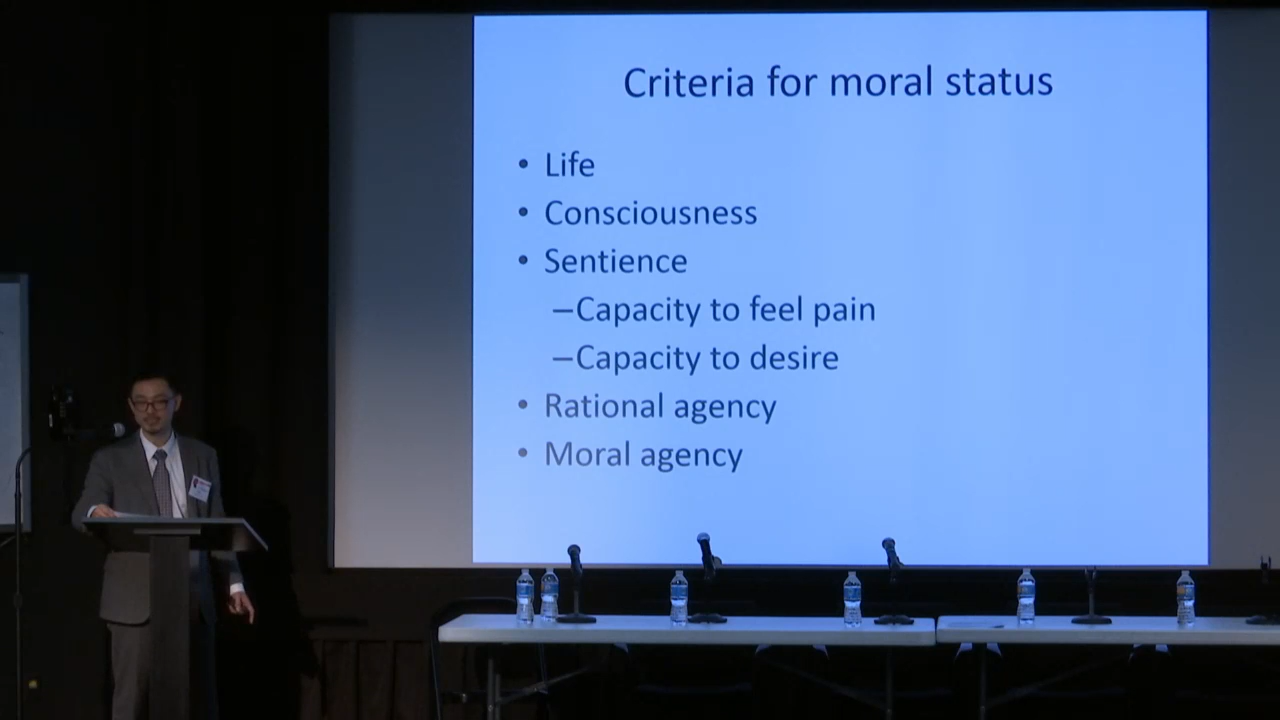 Criteria for moral status
• Life
• Consciousness
• Sentience
–Capacity to feel pain
–Capacity to desire
• Rational agency
• Moral agency